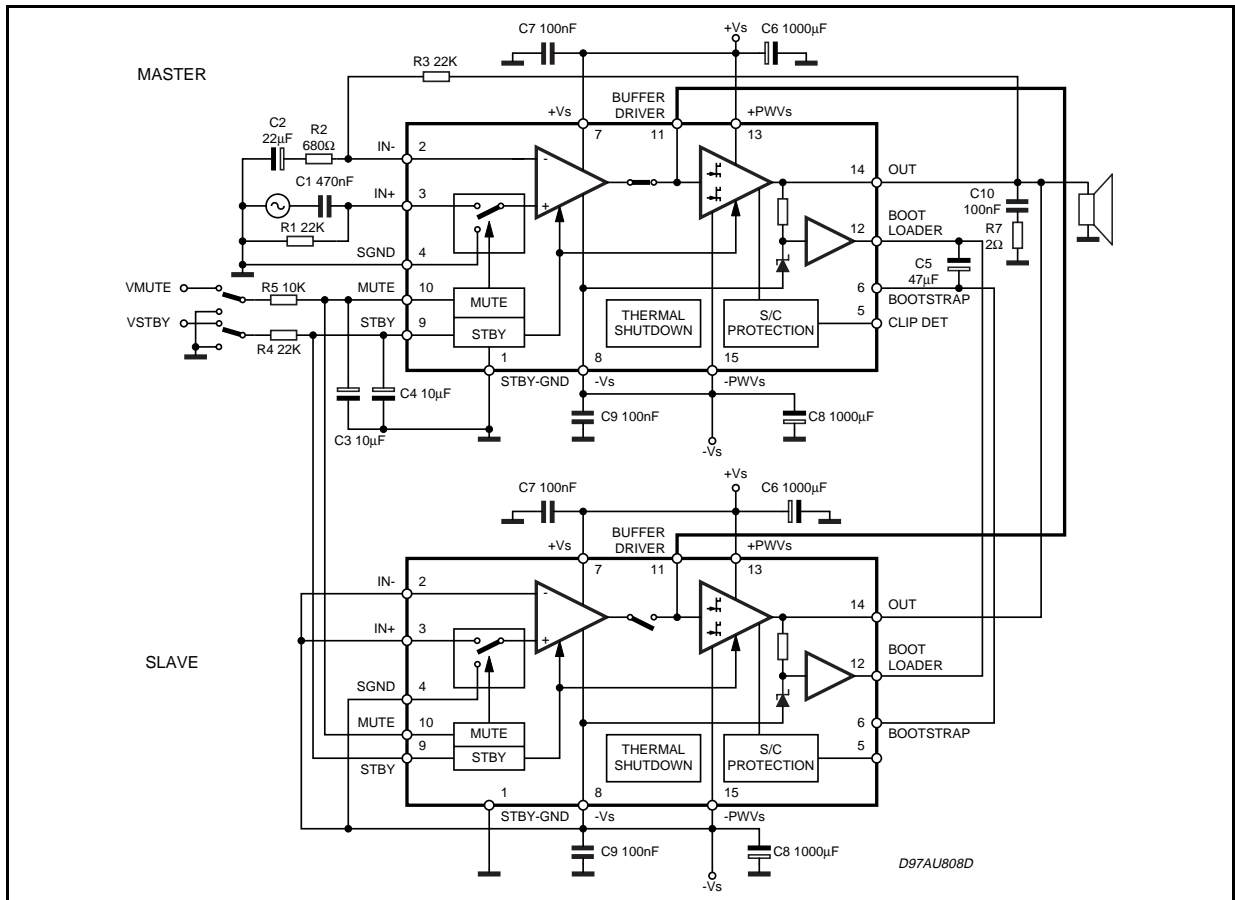 C7 100nF
+Vs
C6 1000µF
MASTER
R3 22K
BUFFER
DRIVER
+Vs
+PWVs
7
11
13
C2
22µF
R2
680Ω
IN-
2
-
14
OUT
C1 470nF
IN+
3
+
C10
100nF
R7
2Ω
R1 22K
SGND
4
BOOT
LOADER
12
C5
47µF
VMUTE
R5 10K
MUTE
10
MUTE
6
BOOTSTRAP
VSTBY
R4 22K
STBY
9
STBY
THERMAL
SHUTDOWN
S/C
PROTECTION
5
CLIP DET
1
8
15
STBY-GND
-Vs
-PWVs
C4 10µF
C3 10µF
C9 100nF
C8 1000µF
-Vs
C7 100nF
+Vs
C6 1000µF
BUFFER
DRIVER
+Vs
+PWVs
7
11
13
IN-
2
-
14
OUT
IN+
3
+
SLAVE
BOOT
LOADER
12
SGND
4
MUTE
10
MUTE
6
BOOTSTRAP
9
STBY
STBY
THERMAL
SHUTDOWN
S/C
PROTECTION
5
1
8
15
STBY-GND
-Vs
-PWVs
C9 100nF
C8 1000µF
-Vs
D97AU808D